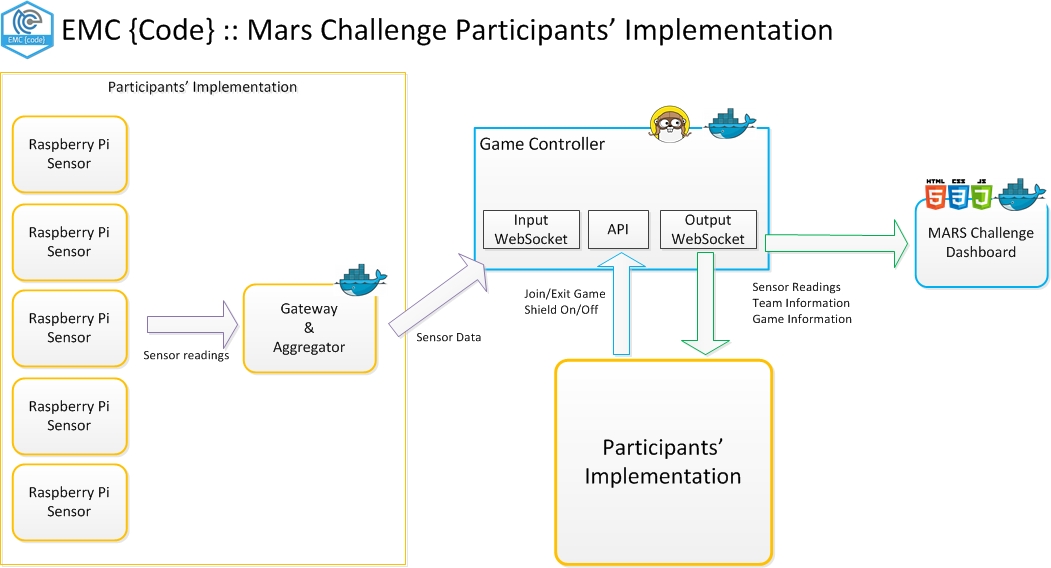 EMC {code}
EMC {Code} :: Mars Challenge Participants' Implementation
Participants' Implementation
Raspberry Pi
Sensor
Raspberry Pi
Sensor
Raspberry Pi
Sensor
Raspberry Pi
Sensor
Raspberry Pi
Sensor
Sensor readings
Gateway
&
Aggregator
Sensor Data
Game Controller
Input
WebSocket
API
Output
WebSocket
Join/Exit Game
Shield On/Off
Sensor Readings
Team Information
Game Information
Participants'
Implementation
HTML CSS JS
5 3 J
MARS Challenge
Dashboard